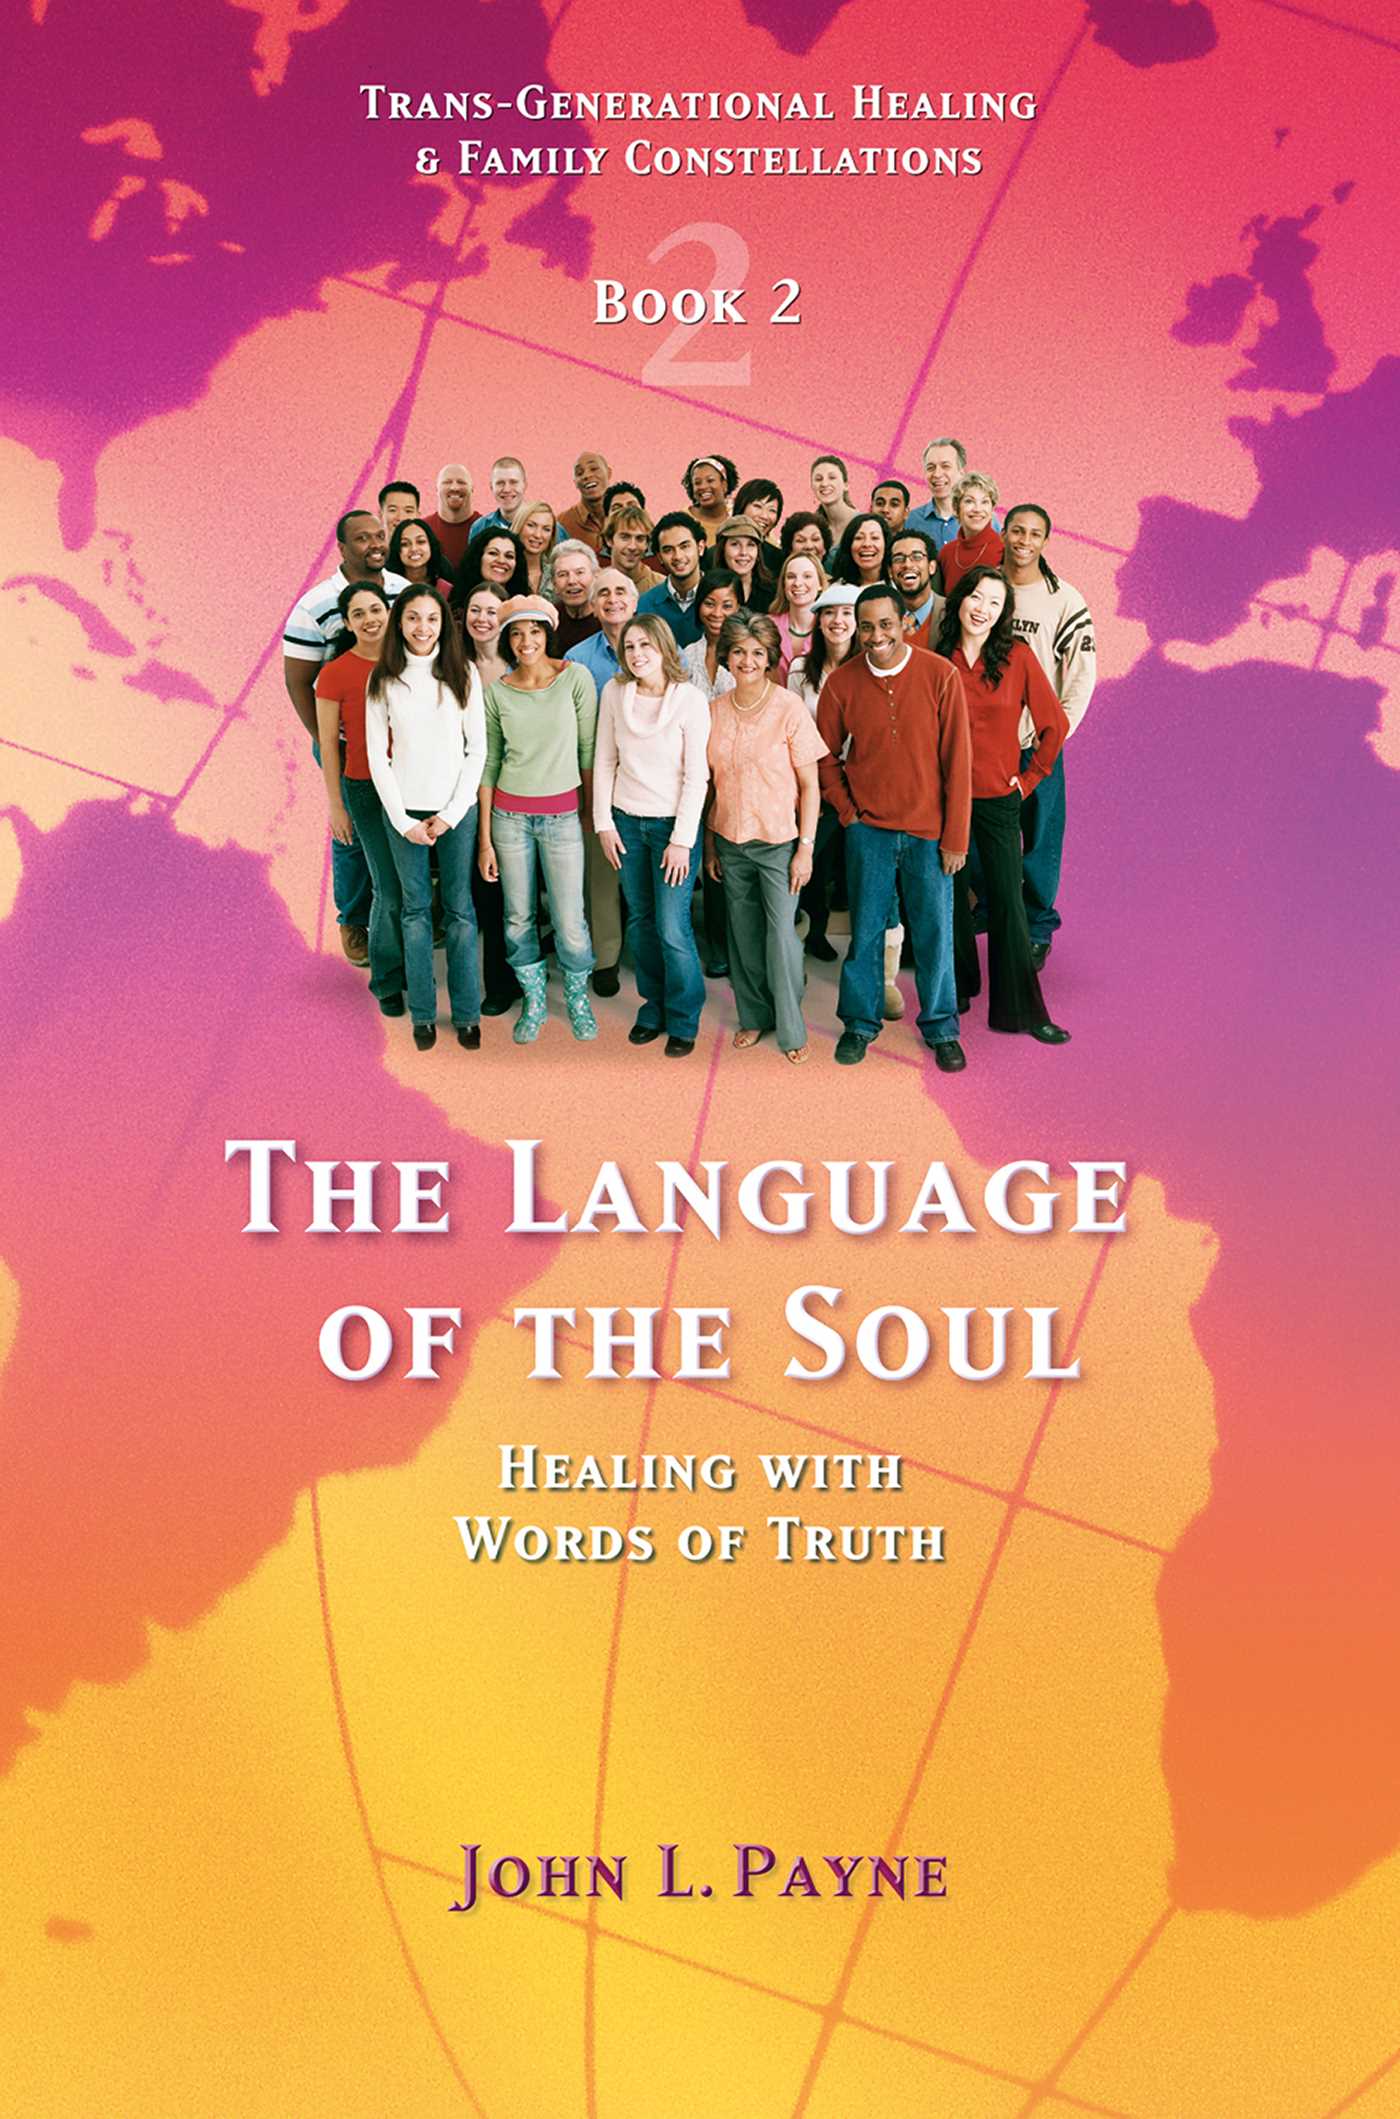 Trans-Generational Healing
& Family Constellations
2
Book 2
The Language
of the Soul
Healing with
Words of Truth
John L. Payne